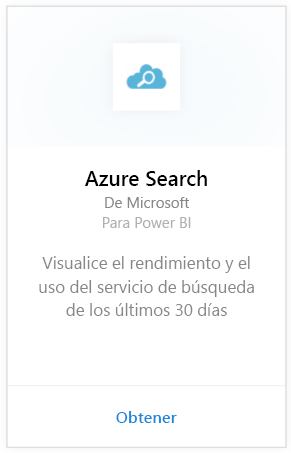 Azure Search
De Microsoft
Para Power BI
Visualice el rendimiento y el
uso del servicio de búsqueda
de los últimos 30 días
Obtener